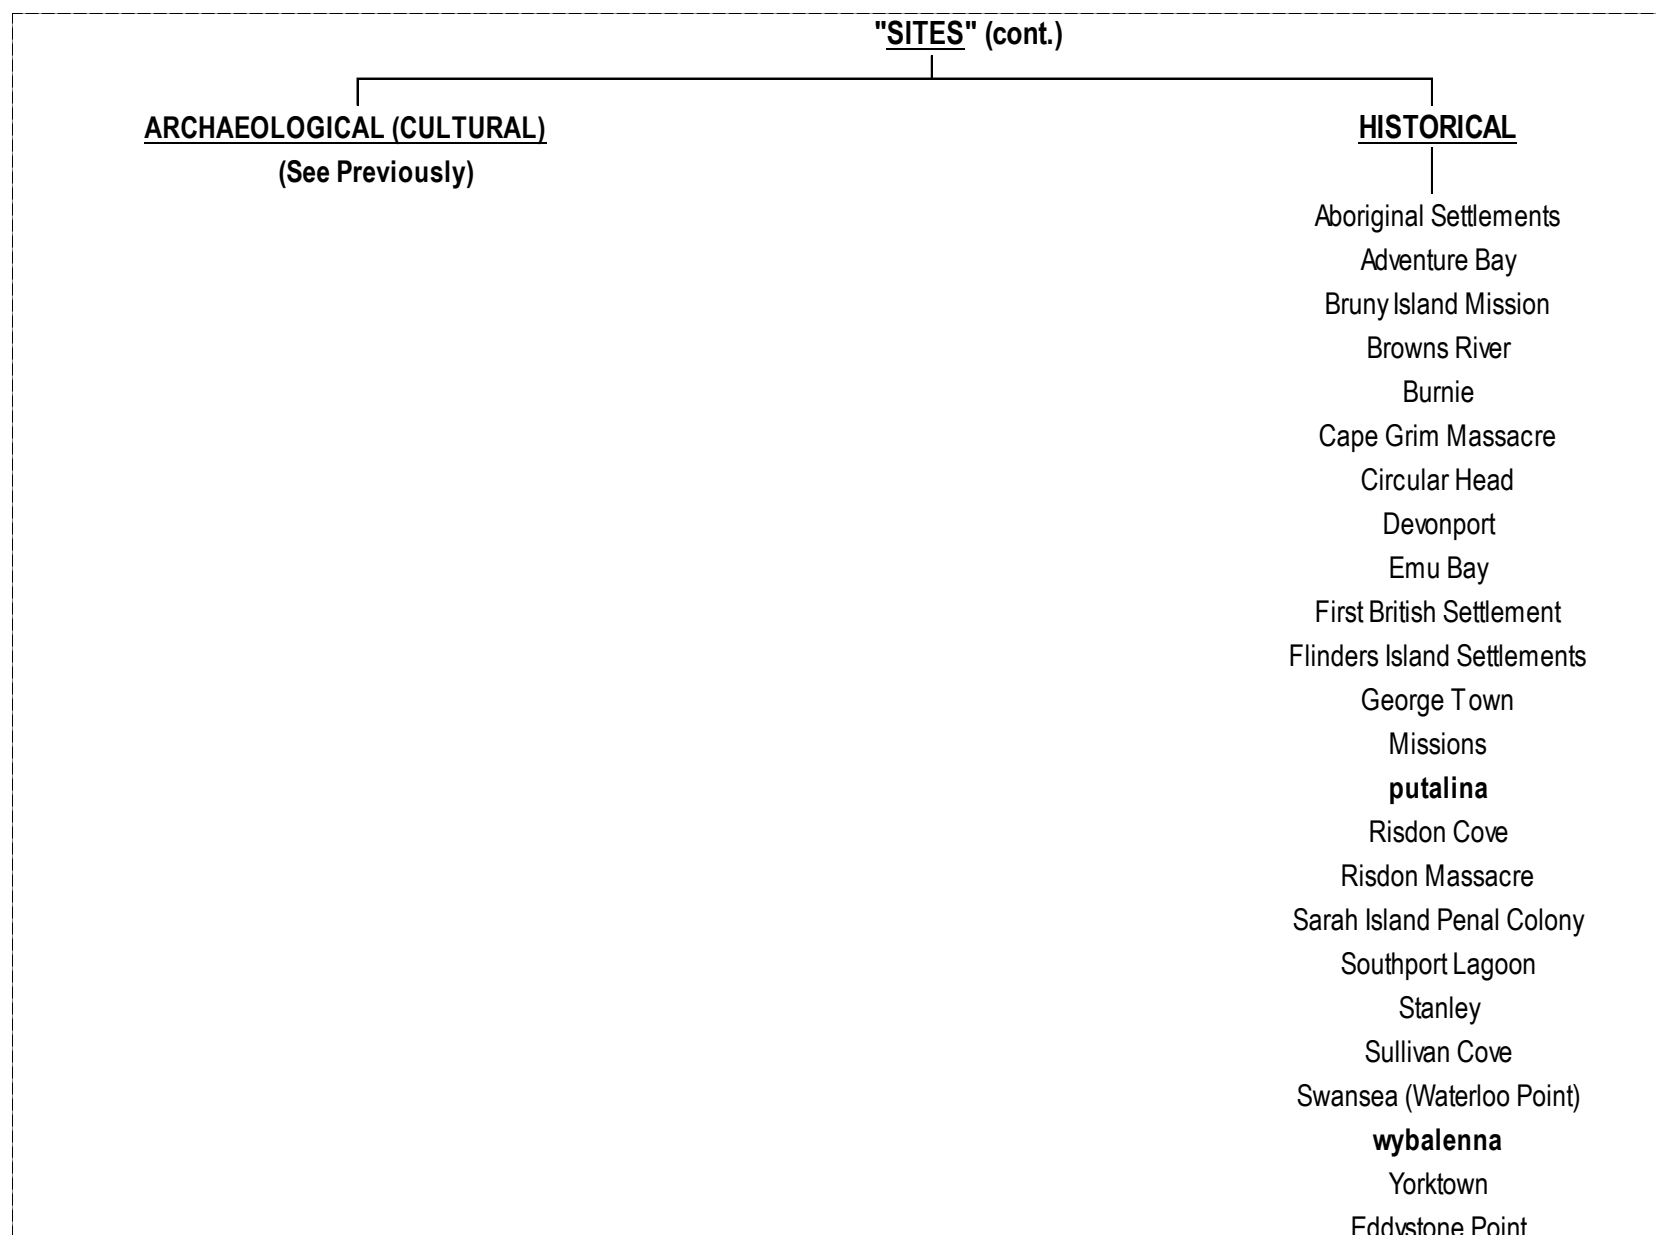 "SITES" (cont.)
ARCHAEOLOGICAL (CULTURAL)
(See Previously)
HISTORICAL
Aboriginal Settlements
Adventure Bay
Bruny Island Mission
Browns River
Burnie
Cape Grim Massacre
Circular Head
Devonport
Emu Bay
First British Settlement
Flinders Island Settlements
George Town
Missions
putalina
Risdon Cove
Risdon Massacre
Sarah Island Penal Colony
Southport Lagoon
Stanley
Sullivan Cove
Swansea (Waterloo Point)
wybalenna
Yorktown
Eddystone Point